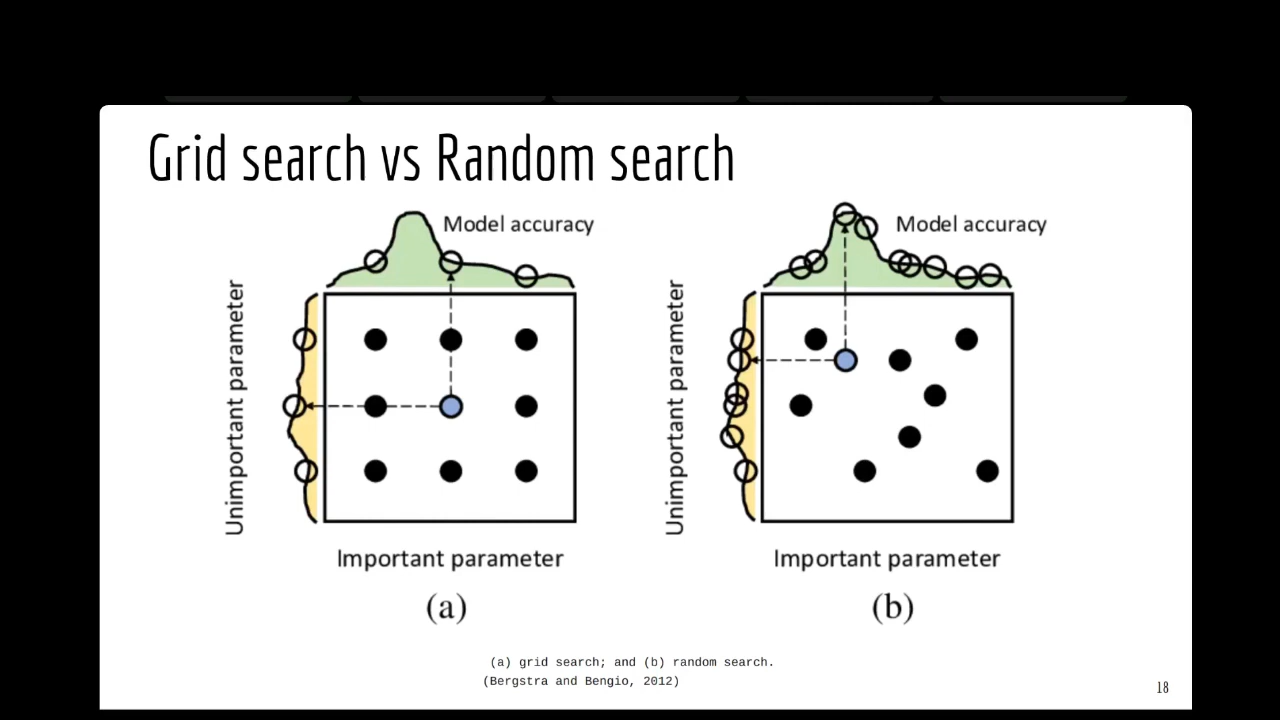 Grid search vs Random search
Model accuracy
Unimportant parameter
Important parameter
(a)
Model accuracy
Unimportant parameter
Important parameter
(b)
(a) grid search; and (b) random search.
(Bergstra and Bengio, 2012)
18